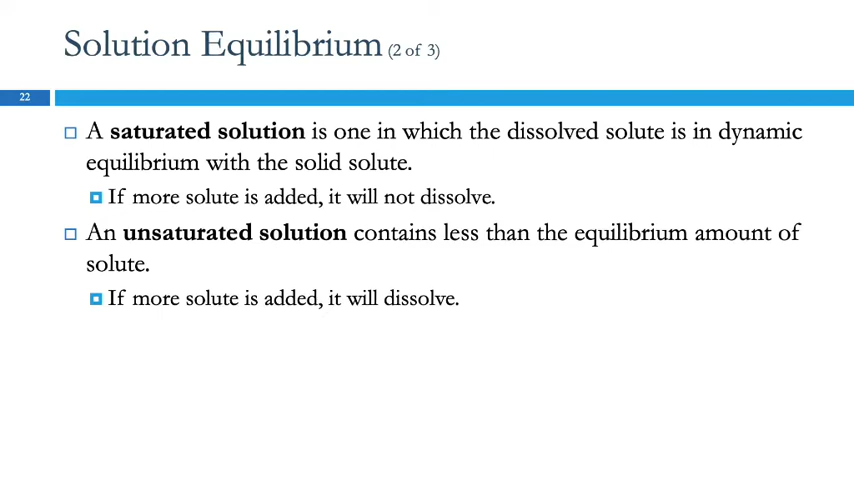 Solution Equilibrium (2 of 3)
22
A saturated solution is one in which the dissolved solute is in dynamic
equilibrium with the solid solute.
If more solute is added, it will not dissolve.
An unsaturated solution contains less than the equilibrium amount of
solute.
If more solute is added, it will dissolve.